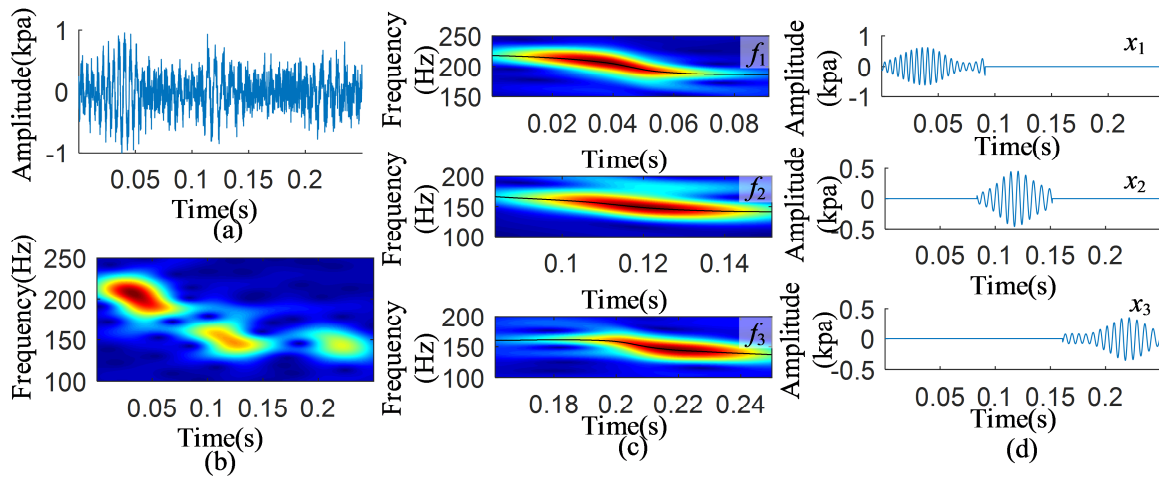 Amplitude(kpa)
1
0
-1
0.05 0.1 0.15 0.2
Time(s)
(a)
Frequency(Hz)
250
200
150
100
0.05 0.1 0.15 0.2
Time(s)
(b)
Frequency
(Hz)
250
200
150
f1
0.02 0.04 0.06 0.08
Time(s)
Frequency
(Hz)
200
150
100
f2
0.1 0.12 0.14
Time(s)
Frequency
(Hz)
200
150
100
f3
0.18 0.2 0.22 0.24
Time(s)
(c)
Amplitude
(kpa)
1
0
-1
x1
0.05 0.1 0.15 0.2
Time(s)
Amplitude
(kpa)
0.5
0
-0.5
x2
0.05 0.1 0.15 0.2
Time(s)
Amplitude
(kpa)
0.5
0
-0.5
x3
0.05 0.1 0.15 0.2
Time(s)
(d)